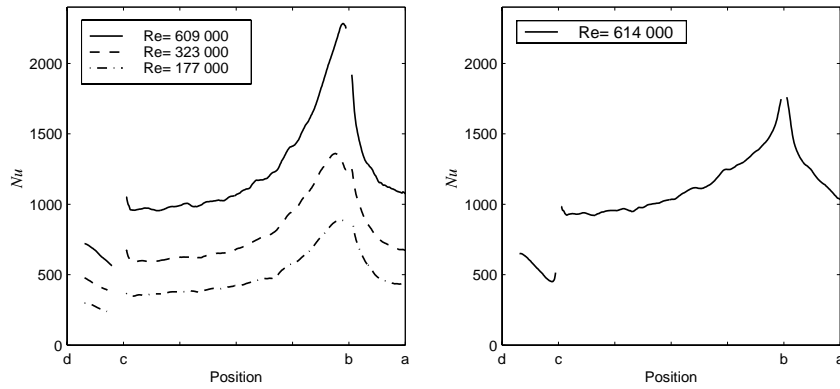 Re= 609 000
Re= 323 000
Re= 177 000
2000
1500
1000
500
0
Nu
d
c
b
a
Position
Re= 614 000
2000
1500
1000
500
0
Nu
d
c
b
a
Position